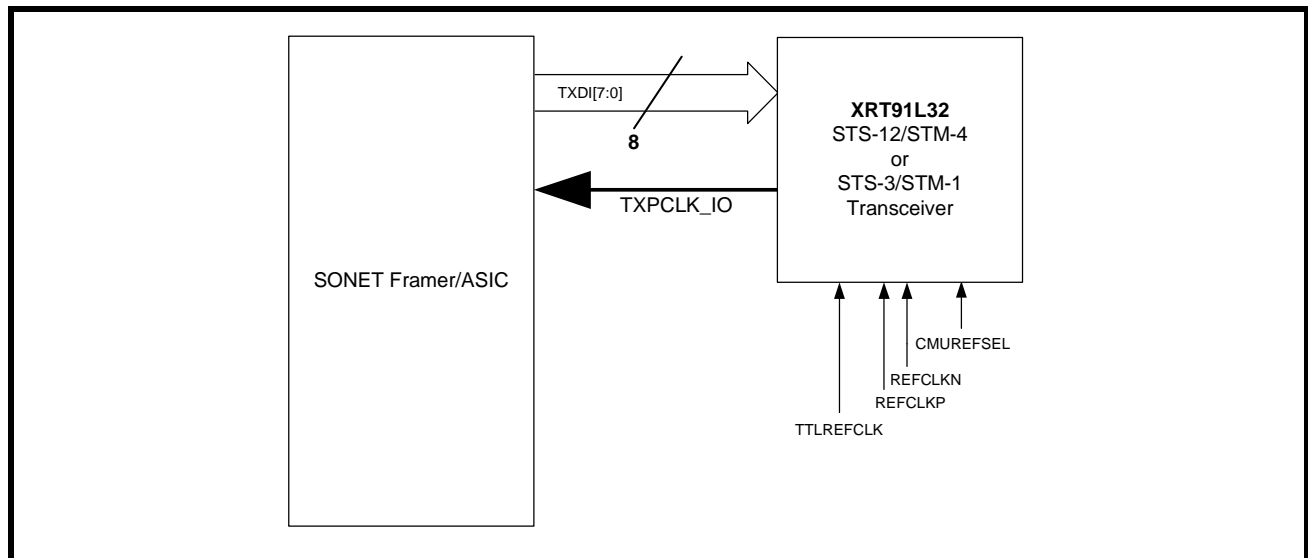 TXDI[7:0]
8
TXPCLK_IO
SONET Framer/ASIC
XRT91L32
STS-12/STM-4
or
STS-3/STM-1
Transceiver
CMUREFSEL
REFCLKN
REFCLKP
TTLREFCLK